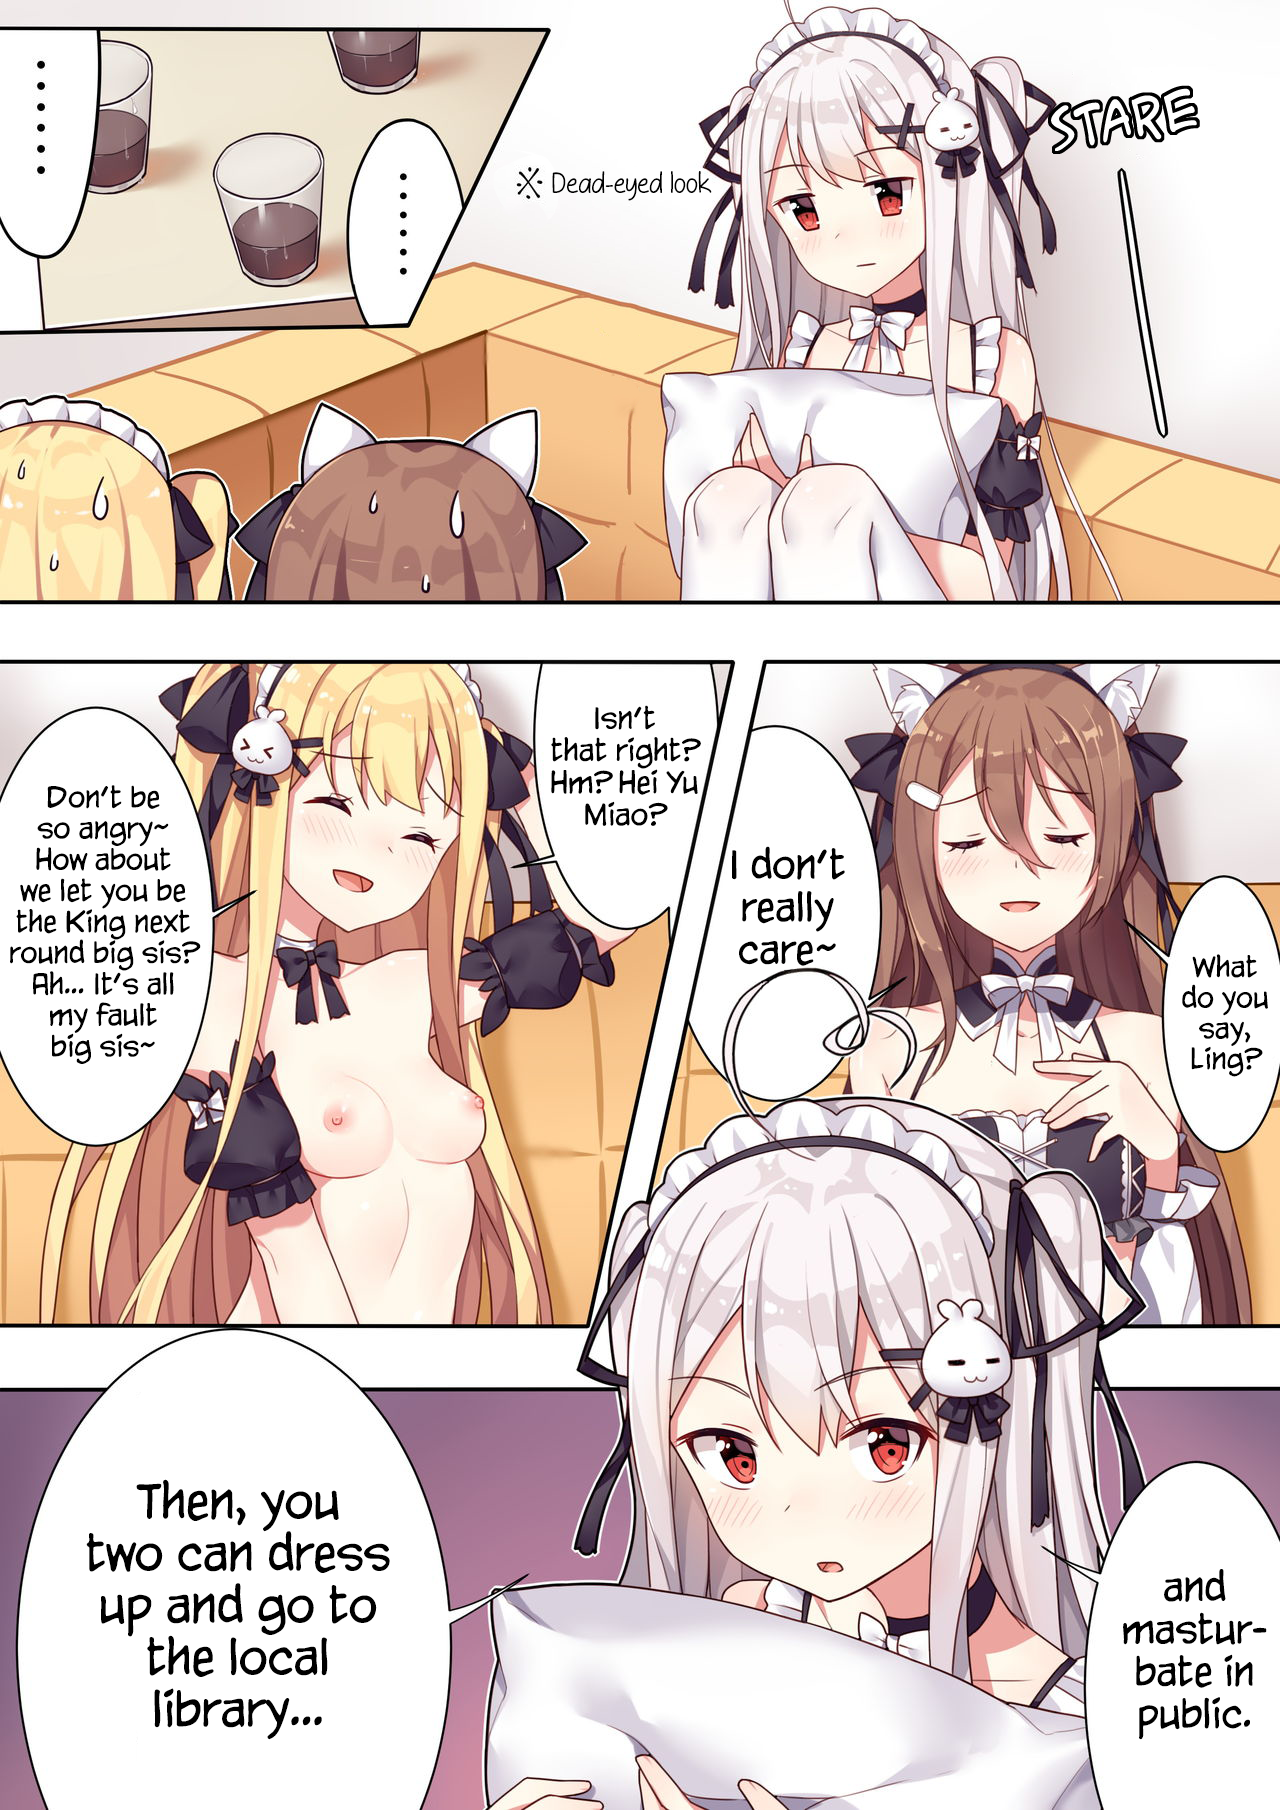 STARE
※ Dead-eyed look
Don't be
so angry~
How about
we let you be
the King next
round big sis?
Ah... It's all
my fault
big sis~
Isn't
that right?
Hm? Hei Yu
Miao?
I don't
really
care~
What
do you
say,
Ling?
Then, you
two can dress
up and go to
the local
library...
and
mastur-
bate in
public.